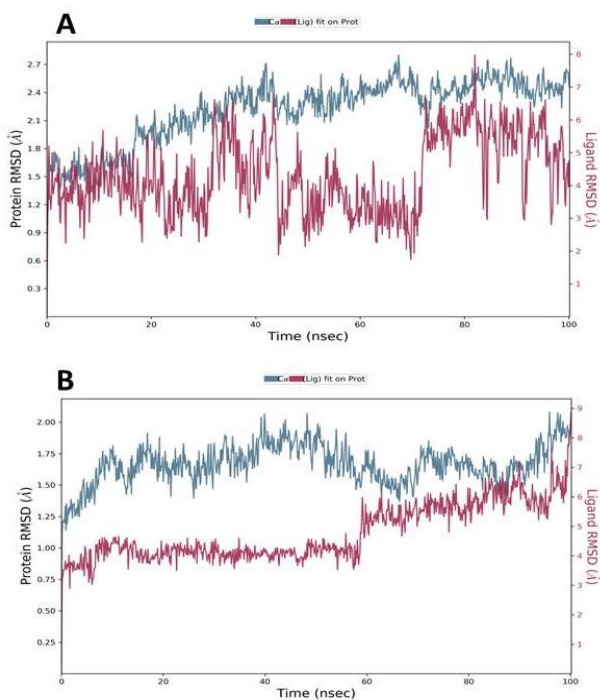 A
Cα (Lig) fit on Prot
2.7
2.4
2.1
1.8
1.5
1.2
0.9
0.6
0.3
Protein RMSD (Å)
8
7
6
5
4
3
2
1
Ligand RMSD (Å)
0 20 40 60 80 100
Time (nsec)
B
Cα (Lig) fit on Prot
2.00
1.75
1.50
1.25
1.00
0.75
0.50
0.25
Protein RMSD (Å)
9
8
7
6
5
4
3
2
1
Ligand RMSD (Å)
0 20 40 60 80 100
Time (nsec)